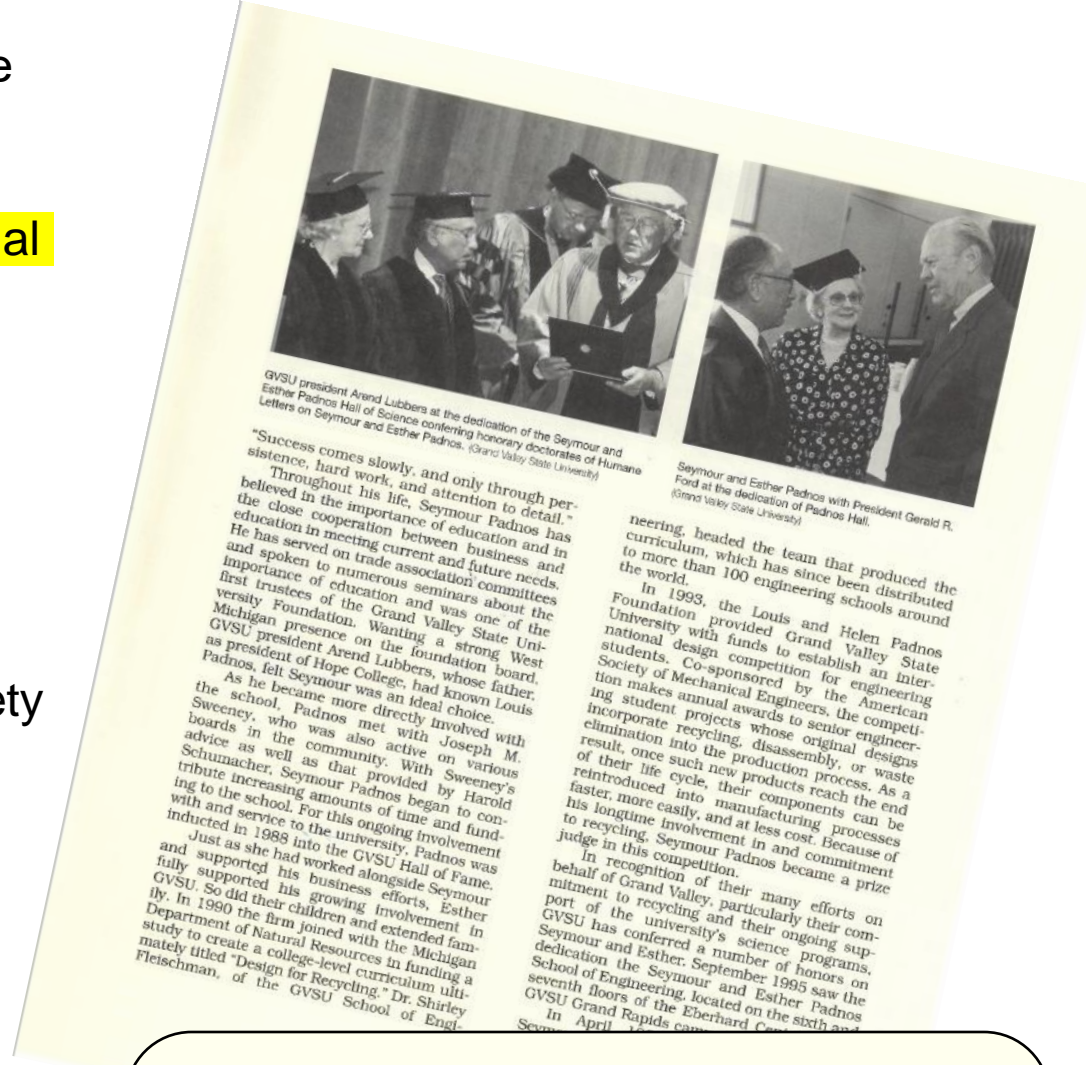 e
al
ety
GVSU president Arend Lubbers at the dedication of the Seymour and
Esther Padnos Hall of Science conferring honorary doctorates of Humane
Letters on Seymour and Esther Padnos. (Grand Valley State University)
Seymour and Esther Padnos with President Gerald R.
Ford at the dedication of Padnos Hall.
(Grand Valley State University)
"Success comes slowly, and only through per-
sistence, hard work, and attention to detail."
Throughout his life, Seymour Padnos has
believed in the importance of education and in
the close cooperation between business and
education in meeting current and future needs.
He has served on trade association committees
and spoken to numerous seminars about the
importance of education and was one of the
first trustees of the Grand Valley State Uni-
versity Foundation. Wanting a strong West
Michigan presence on the foundation board,
GVSU president Arend Lubbers, whose father,
as president of Hope College, had known Louis
Padnos, felt Seymour was an ideal choice.
As he became more directly involved with
the school, Padnos met with Joseph M.
Sweeney, who was also active on various
boards in the community. With Sweeney's
advice as well as that provided by Harold
Schumacher, Seymour Padnos began to con-
tribute increasing amounts of time and fund-
ing to the school. For this ongoing involvement
with and service to the university, Padnos was
inducted in 1988 into the GVSU Hall of Fame.
Just as she had worked alongside Seymour
and supported his business efforts, Esther
fully supported his growing involvement in
GVSU. So did their children and extended fam-
ily. In 1990 the firm joined with the Michigan
Department of Natural Resources in funding a
study to create a college-level curriculum ulti-
mately titled "Design for Recycling." Dr. Shirley
Fleischman, of the GVSU School of Engi-
neering, headed the team that produced the
curriculum, which has since been distributed
to more than 100 engineering schools around
the world.
In 1993, the Louis and Helen Padnos
Foundation provided Grand Valley State
University with funds to establish an inter-
national design competition for engineering
students. Co-sponsored by the American
Society of Mechanical Engineers, the competi-
tion makes annual awards to senior engineer-
ing student projects whose original designs
incorporate recycling, disassembly, or waste
elimination into the production process. As a
result, once such new products reach the end
of their life cycle, their components can be
reintroduced into manufacturing processes
faster, more easily, and at less cost. Because of
his longtime involvement in and commitment
to recycling, Seymour Padnos became a prize
judge in this competition.
In recognition of their many efforts on
behalf of Grand Valley, particularly their com-
mitment to recycling and their ongoing sup-
port of the university's science programs,
GVSU has conferred a number of honors on
Seymour and Esther. September 1995 saw the
dedication the Seymour and Esther Padnos
School of Engineering, located on the sixth and
seventh floors of the Eberhard
GVSU Grand Rapids
In April